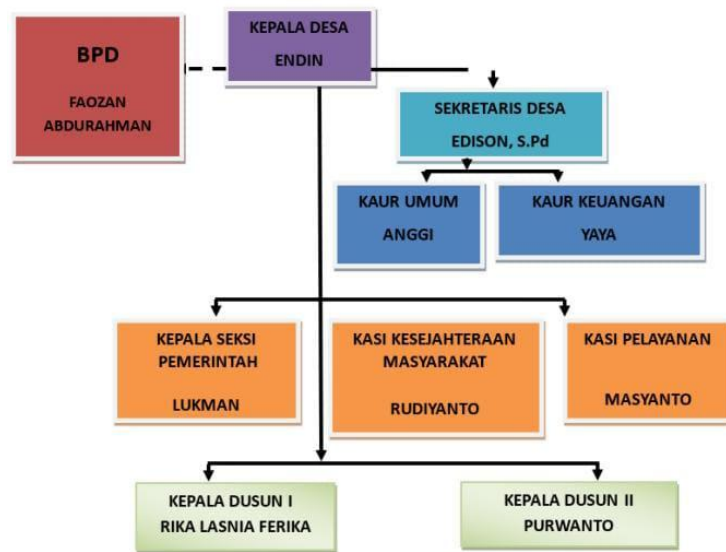 KEPALA DESA
ENDIN
BPD
FAOZAN
ABDURAHMAN
SEKRETARIS DESA
EDISON, S.Pd
KAUR UMUM
ANGGI
KAUR KEUANGAN
YAYA
KEPALA SEKSI
PEMERINTAH
LUKMAN
KASI KESEJAHTERAAN
MASYARAKAT
RUDIYANTO
KASI PELAYANAN
MASYANTO
KEPALA DUSUN I
RIKA LASNIA FERIKA
KEPALA DUSUN II
PURWANTO